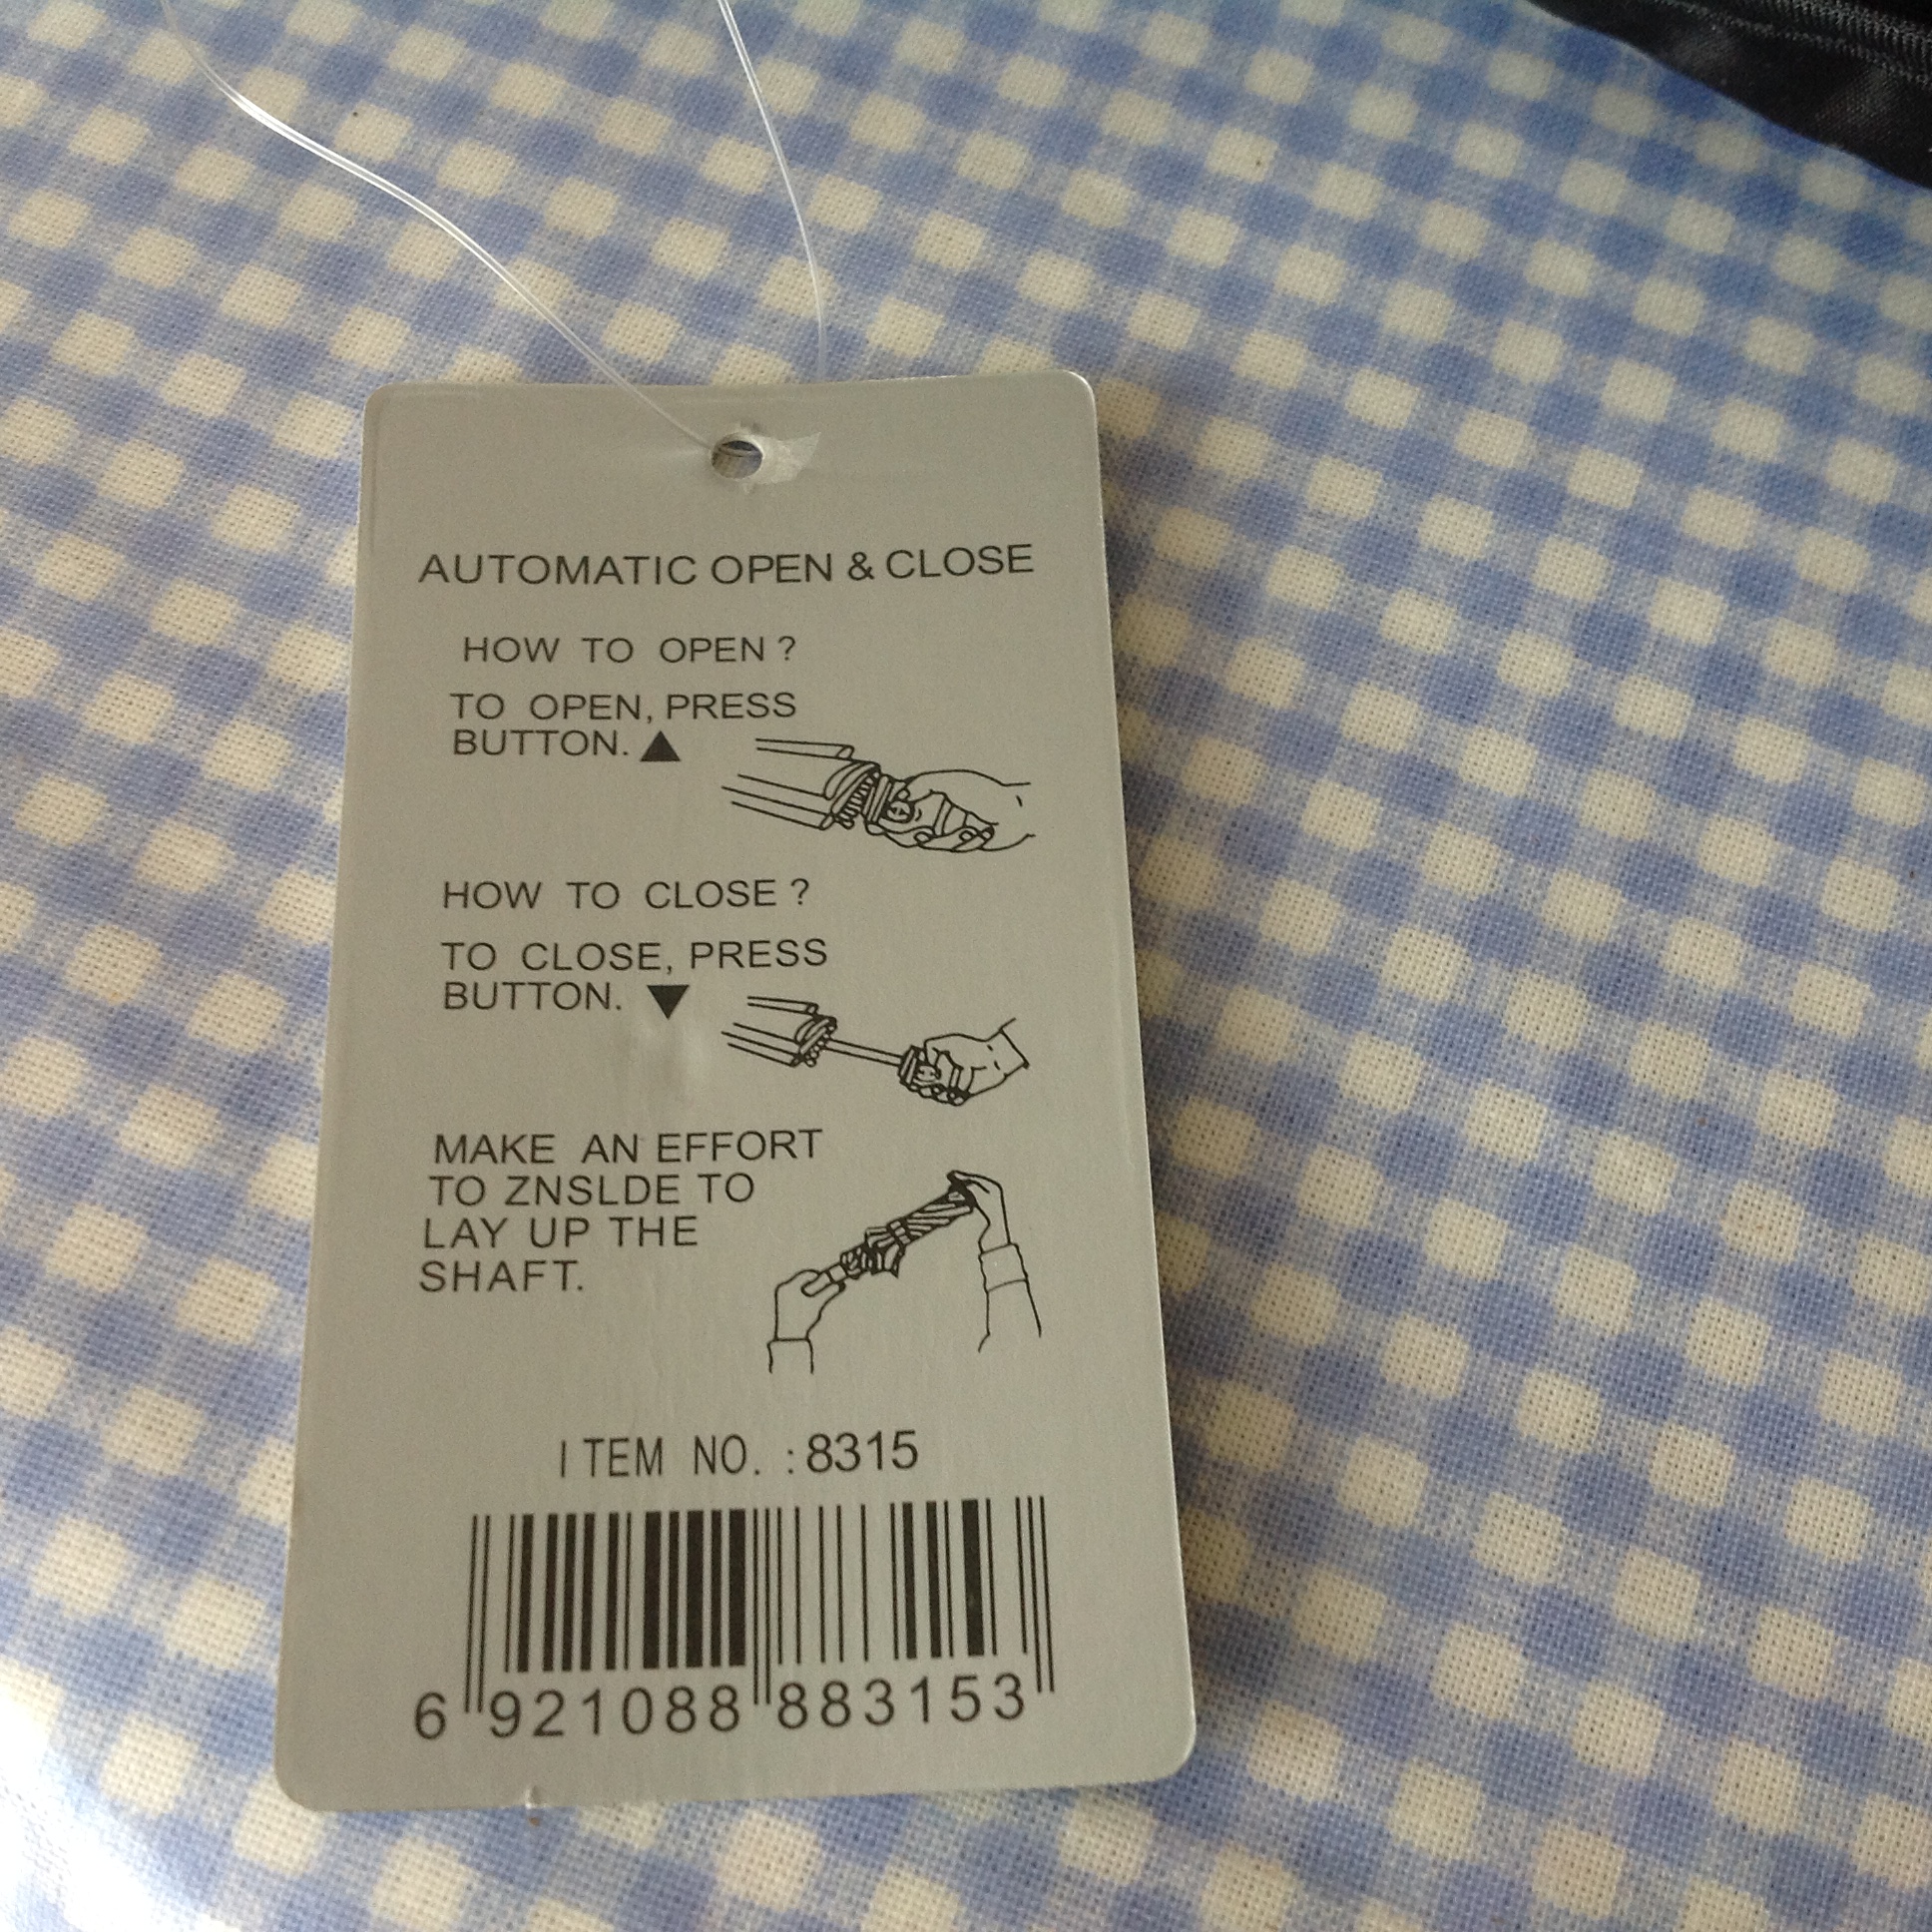 AUTOMATIC OPEN & CLOSE
HOW TO OPEN ?
TO OPEN, PRESS
BUTTON. ▲
HOW TO CLOSE ?
TO CLOSE, PRESS
BUTTON. ▼
MAKE AN EFFORT
TO ZNSLDE TO
LAY UP THE
SHAFT.
ITEM NO. : 8315
6 921088 883153